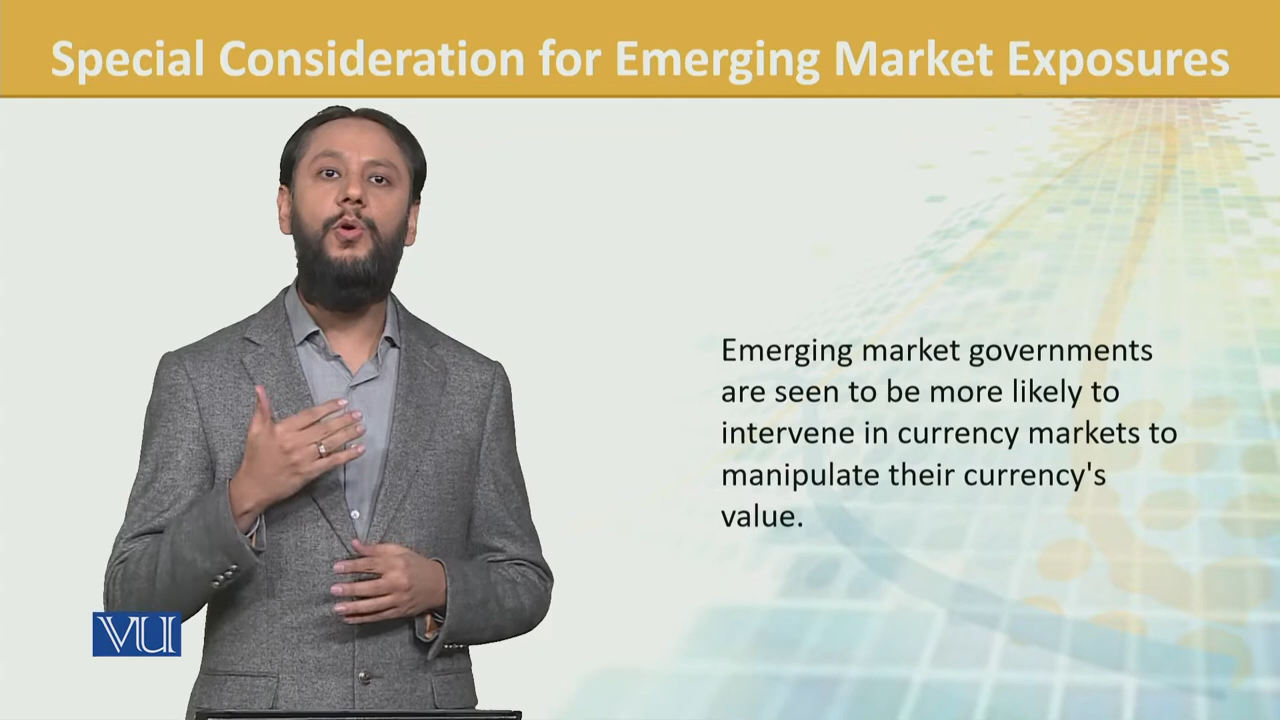 Special Consideration for Emerging Market Exposures
Emerging market governments
are seen to be more likely to
intervene in currency markets to
manipulate their currency's
value.
VU